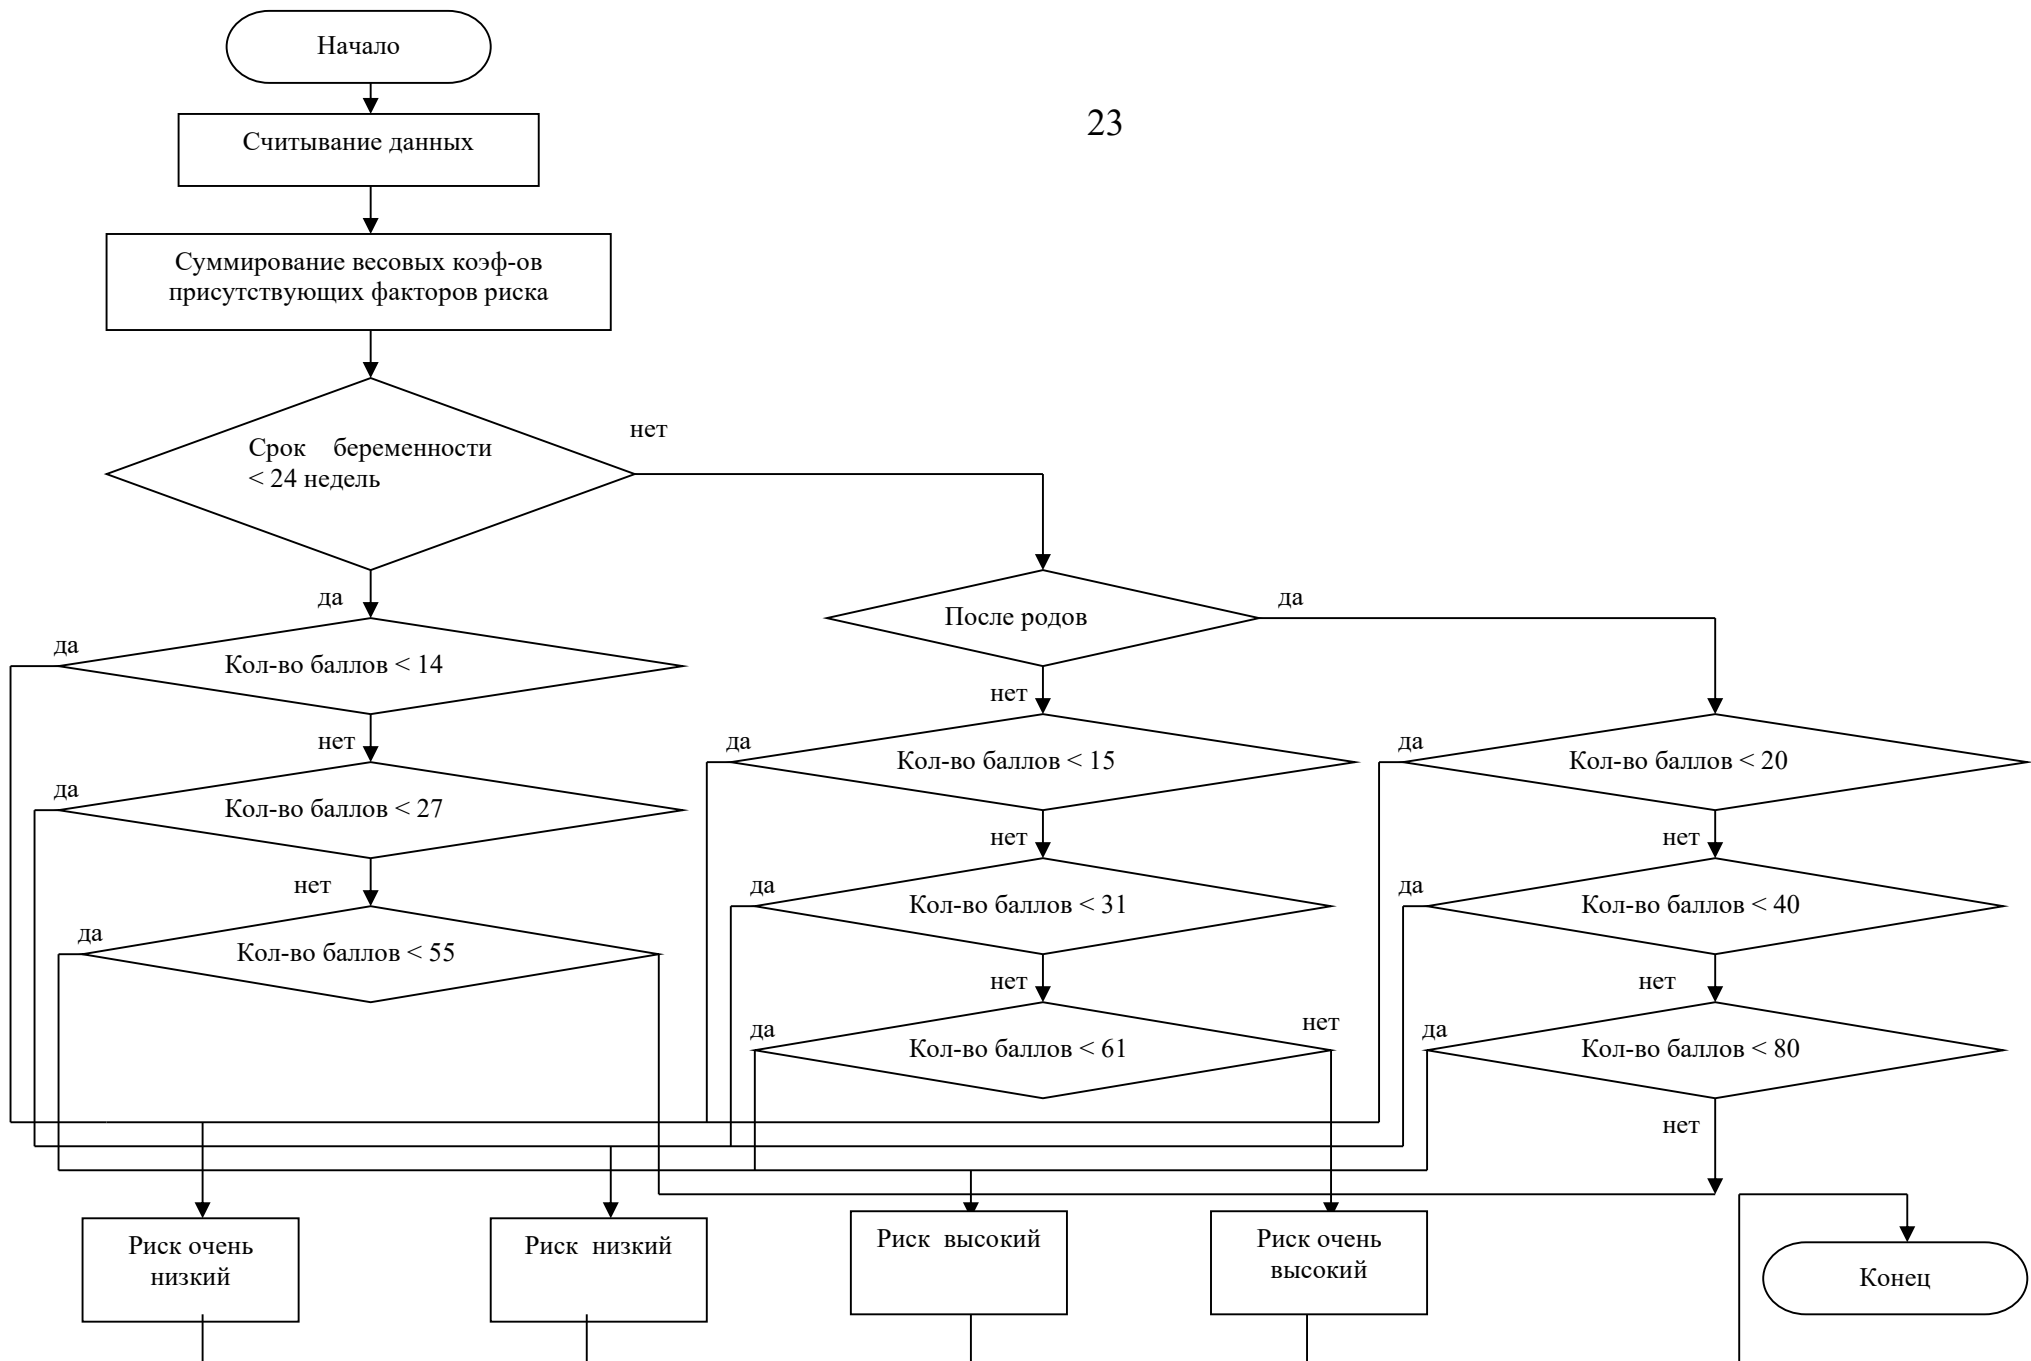 Начало
23
Считывание данных
Суммирование весовых коэф-ов
присутствующих факторов риска
нет
Срок беременности
< 24 недель
да
После родов
да
да
Кол-во баллов < 14
нет
нет
да
Кол-во баллов < 15
да
Кол-во баллов < 20
да
Кол-во баллов < 27
нет
нет
нет
да
Кол-во баллов < 31
да
Кол-во баллов < 40
да
Кол-во баллов < 55
нет
нет
да
Кол-во баллов < 61
нет
да
Кол-во баллов < 80
нет
Риск очень
низкий
Риск низкий
Риск высокий
Риск очень
высокий
Конец